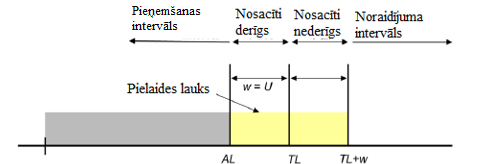 Pieņemšanas
intervāls
Nosacīti
derīgs
Nosacīti
nederīgs
Noraidījuma
intervāls
w = U
Pielaides lauks
AL
TL
TL+w